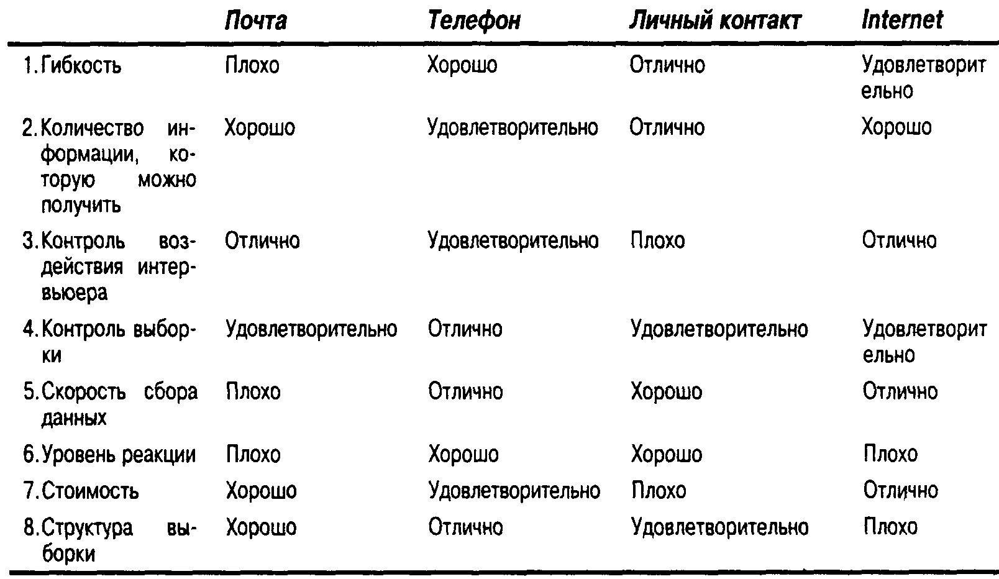 Почта Телефон Личный контакт Internet
1. Гибкость Плохо Хорошо Отлично Удовлетворит
ельно
2. Количество ин- Хорошо Удовлетворительно Отлично Хорошо
формации, ко-
торую можно
получить
3. Контроль воз- Отлично Удовлетворительно Плохо Отлично
действия интер-
вьюера
4. Контроль выбор- Удовлетворительно Отлично Удовлетворительно Удовлетворит
ки ельно
5. Скорость сбора Плохо Отлично Хорошо Отлично
данных
6. Уровень реакции Плохо Хорошо Хорошо Плохо
7. Стоимость Хорошо Удовлетворительно Плохо Отлично
8. Структура вы- Хорошо Отлично Удовлетворительно Плохо
борки